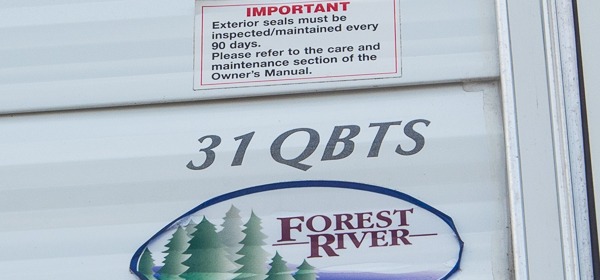 IMPORTANT
Exterior seals must be
inspected/maintained every
90 days.
Please refer to the care and
maintenance section of the
Owner's Manual.
31 QBTS
FOREST
RIVER